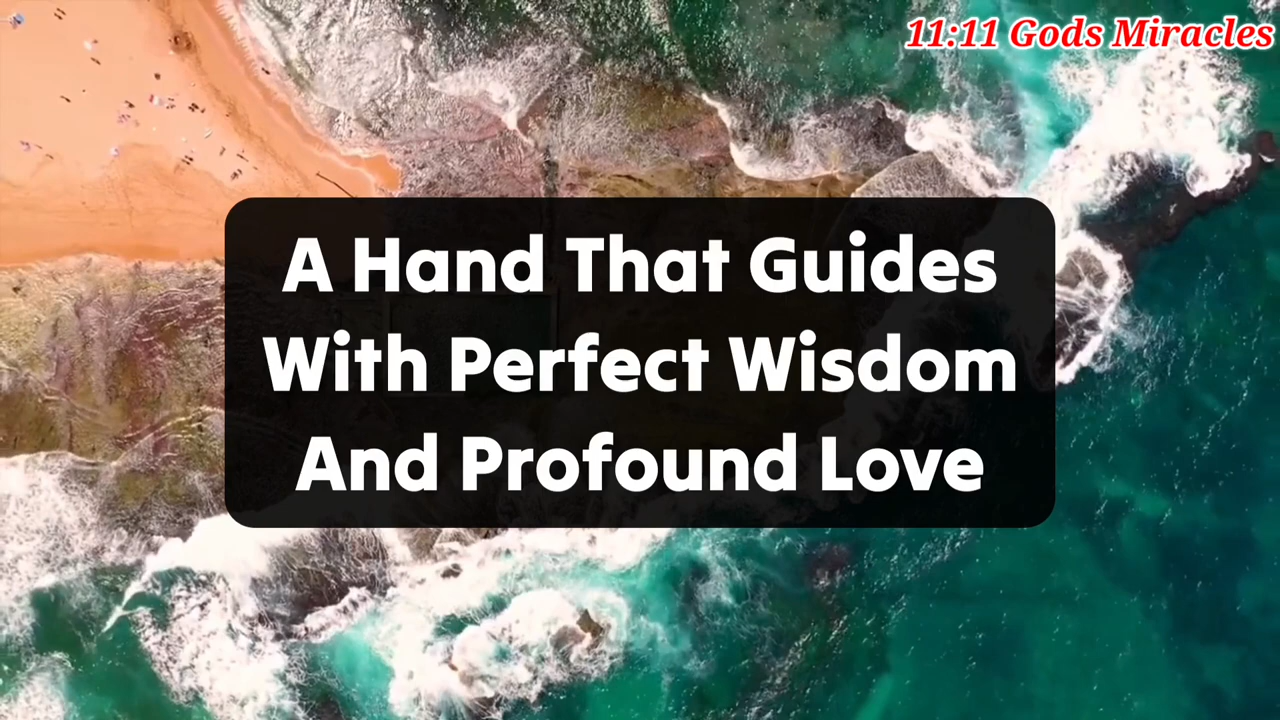 11:11 Gods Miracles
A Hand That Guides
With Perfect Wisdom
And Profound Love